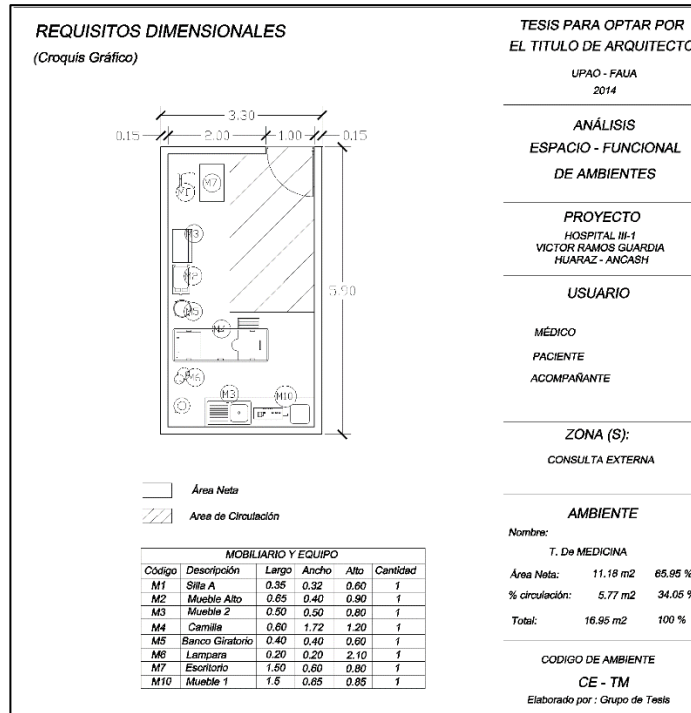 REQUISITOS DIMENSIONALES
(Croquis Gráfico)
3.30
0.15
2.00
1.00
0.15
5.90
M7
M3
M5
M6
M3
M10
Área Neta
Area de Circulación
MOBILIARIO Y EQUIPO
Código Descripción Largo Ancho Alto Cantidad
M1 Silla A 0.35 0.32 0.60 1
M2 Mueble Alto 0.65 0.40 0.90 1
M3 Mueble 2 0.50 0.50 0.80 1
M4 Camilla 0.60 1.72 1.20 1
M5 Banco Giratorio 0.40 0.40 0.60 1
M6 Lampara 0.20 0.20 2.10 1
M7 Escritorio 1.50 0.60 0.80 1
M10 Mueble 1 1.5 0.65 0.85 1
TESIS PARA OPTAR POR
EL TITULO DE ARQUITECTO
UPAO - FAUA
2014
ANÁLISIS
ESPACIO - FUNCIONAL
DE AMBIENTES
PROYECTO
HOSPITAL III-1
VICTOR RAMOS GUARDIA
HUARAZ - ANCASH
USUARIO
MÉDICO
PACIENTE
ACOMPAÑANTE
ZONA (S):
CONSULTA EXTERNA
AMBIENTE
Nombre:
T. De MEDICINA
Área Neta: 11.18 m2 65.95 %
% circulación: 5.77 m2 34.05 %
Total: 16.95 m2 100 %
CODIGO DE AMBIENTE
CE - TM
Elaborado por : Grupo de Tesis